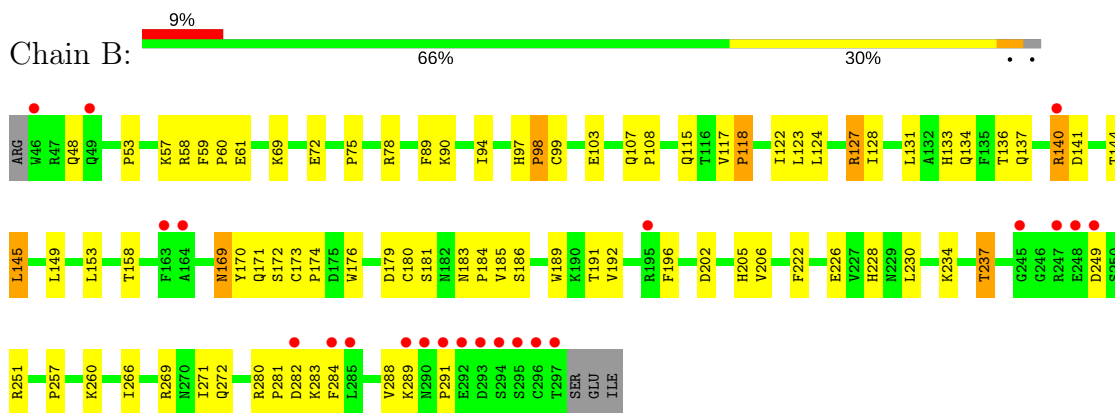 9%
Chain B:
66% 30% • •
ARG W46 R47 Q48 Q49 P53 K57 R58 F59 P60 E61 K69 E72 P75 R78 F89 K90 I94 H97 P98 C99 E103 Q107 P108 Q115 T116 V117 P118 I122 L123 L124 R127 I128 L131 A132 H133 Q134 F135 T136 Q137 R140 D141 T144
L145 L149 L153 T158 F163 A164 N169 Y170 Q171 S172 C173 P174 D175 W176 D179 C180 S181 N182 N183 P184 V185 S186 W189 K190 T191 V192 R195 F196 D202 H205 V206 F222 E226 V227 H228 N229 L230 K234 T237 G245 G246 R247 E248 D249 S250
R251 P257 K260 I266 R269 N270 I271 Q272 R280 P281 D282 K283 F284 L285 V288 K289 N290 P291 E292 D293 S294 S295 C296 T297 SER GLU ILE